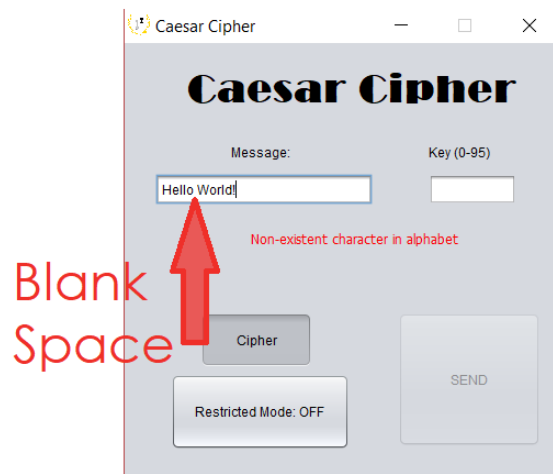 Caesar Cipher
Caesar Cipher
Message:
Key (0-95)
Hello World!
Non-existent character in alphabet
Blank
Space
Cipher
SEND
Restricted Mode: OFF